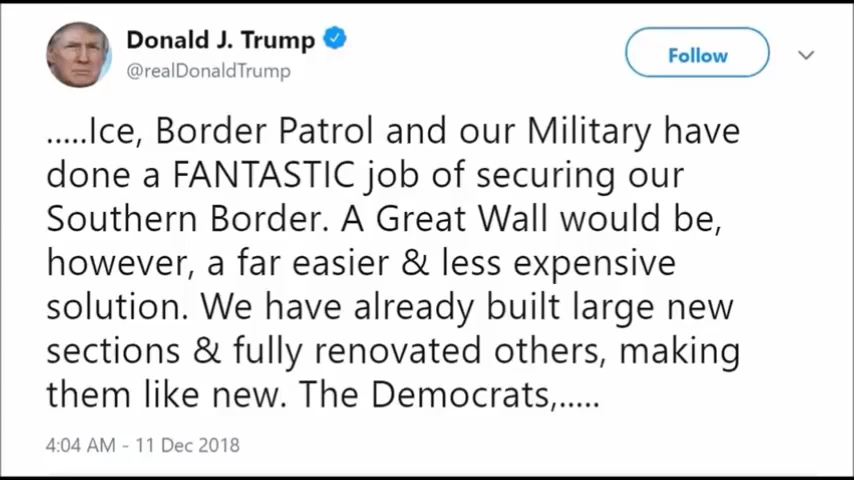 Donald J. Trump
@realDonaldTrump
Follow
.....Ice, Border Patrol and our Military have
done a FANTASTIC job of securing our
Southern Border. A Great Wall would be,
however, a far easier & less expensive
solution. We have already built large new
sections & fully renovated others, making
them like new. The Democrats,.....
4:04 AM - 11 Dec 2018